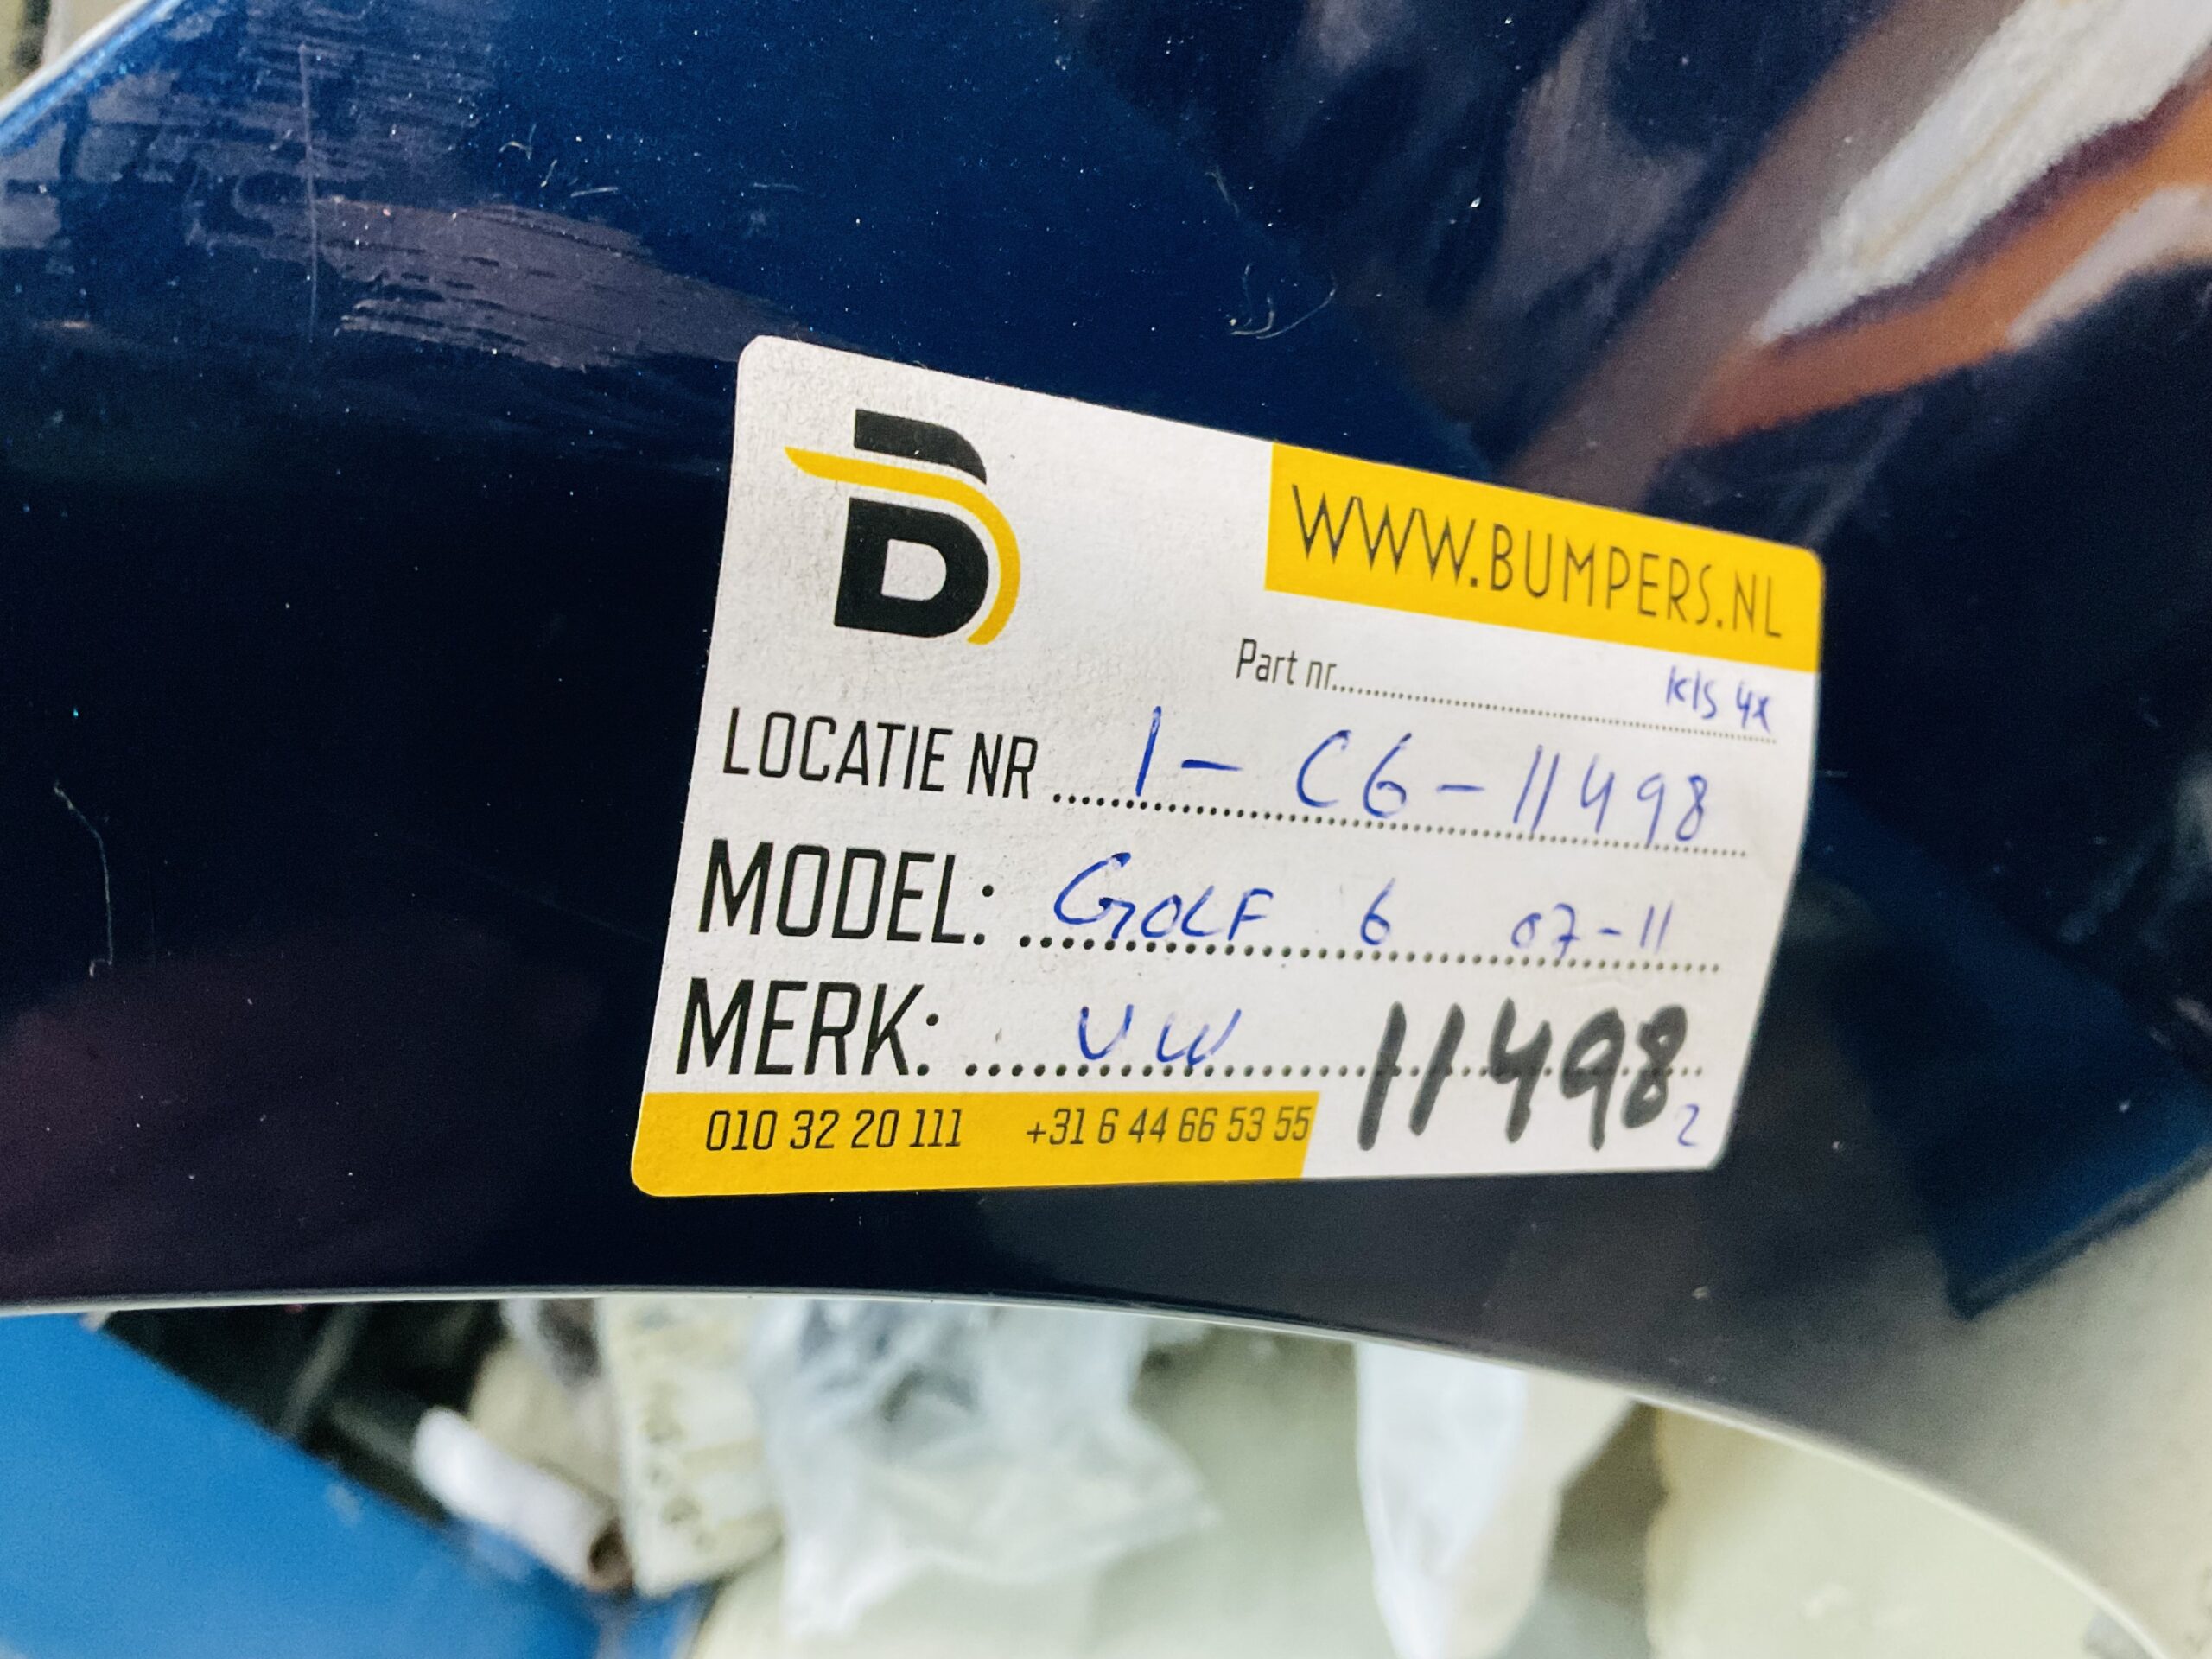 WWW.BUMPERS.NL
Part nr. KlS 4x
LOCATIE NR 1 - C6 - 11498
MODEL: GOLF 6 07-11
MERK: VW 11498
2
010 32 20 111 +31 6 44 66 53 55